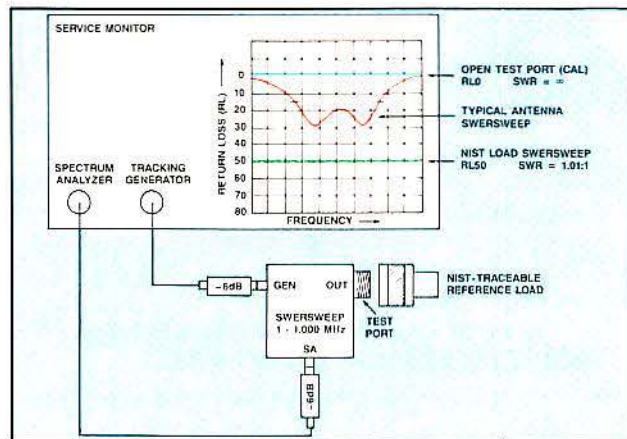 SERVICE MONITOR
RETURN LOSS (RL)
0
10
20
30
40
50
60
70
80
FREQUENCY
OPEN TEST PORT (CAL)
RL0 SWR = ∞
TYPICAL ANTENNA
SWERSWEEP
NIST LOAD SWERSWEEP
RL50 SWR = 1.01:1
SPECTRUM
ANALYZER
TRACKING
GENERATOR
-6dB
GEN
OUT
SWERSWEEP
1 - 1,000 MHz
SA
TEST
PORT
NIST-TRACEABLE
REFERENCE LOAD
-6dB